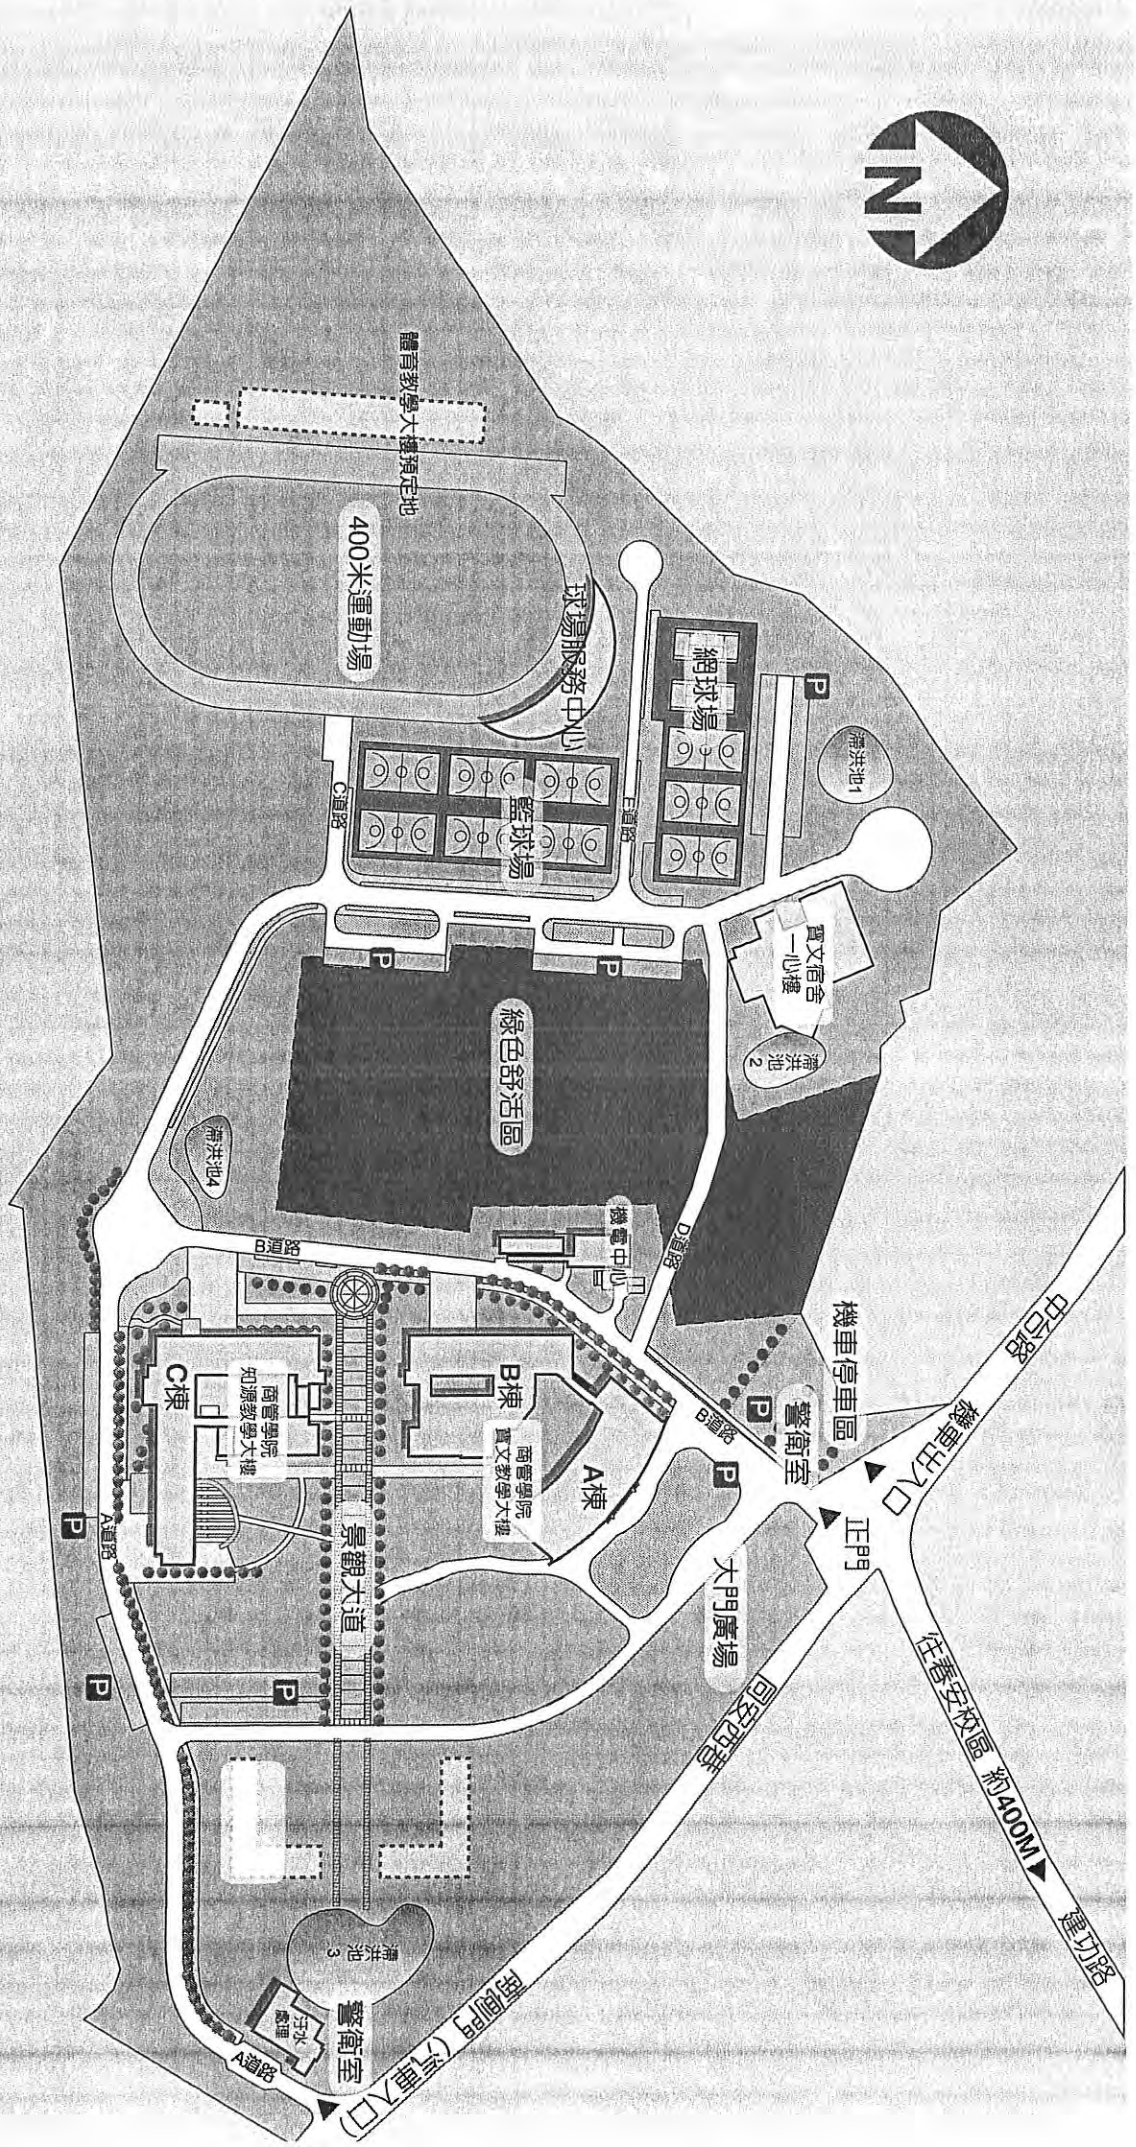 N
體育教學大樓預定地
400米運動場
球場服務中心
網球場
P
滯洪池1
C道路
籃球場
E道路
寶文宿舍
一心樓
滯洪
池
2
P
P
綠色舒活區
滯洪池4
B道路
機電中心
D道路
機車停車區
中台路
機車出入口
警衛室
P
B道路
正門
P
大門廣場
A棟
B棟
商管學院
寶文教學大樓
C棟
商管學院
知源教學大樓
景觀大道
P
A道路
P
P
同安西巷
往春安校區 約400M
建功路
滯洪
池
3
警衛室
汙水
處理
A道路
南側門(汽車入口)